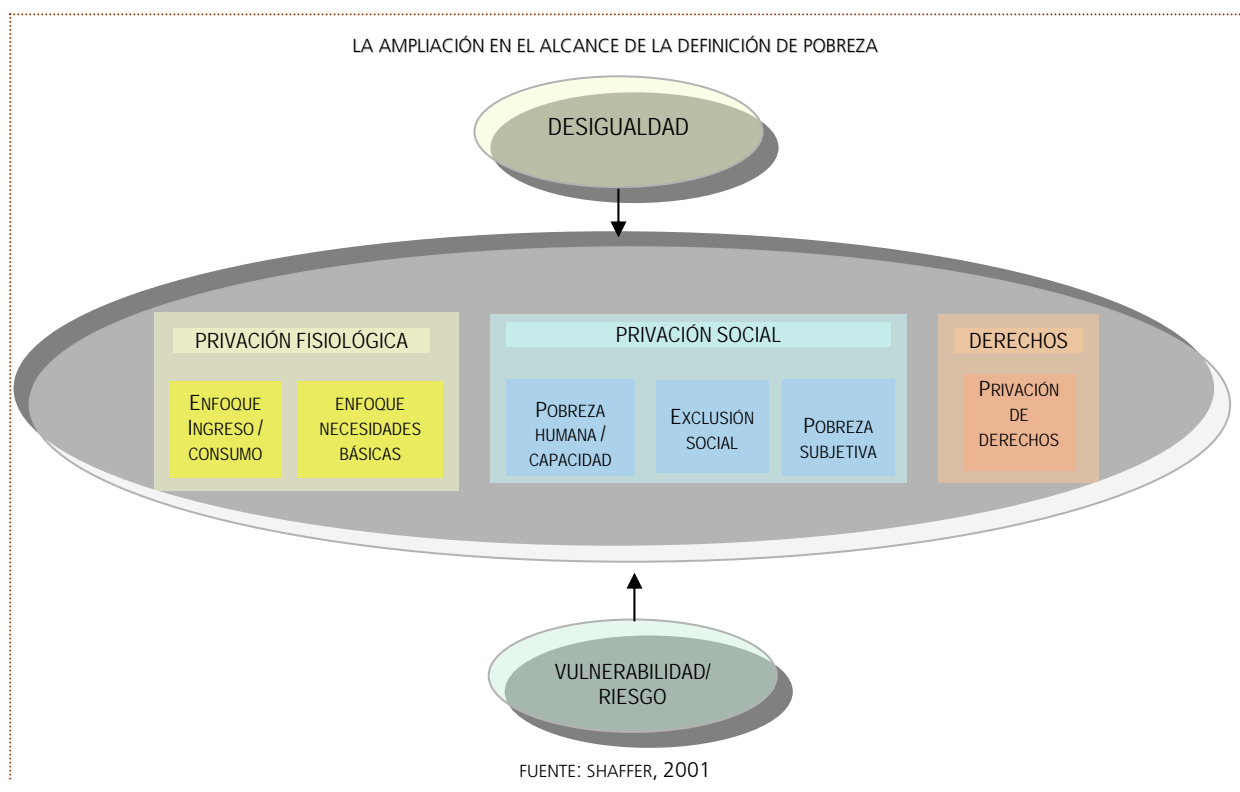 LA AMPLIACIÓN EN EL ALCANCE DE LA DEFINICIÓN DE POBREZA
DESIGUALDAD
PRIVACIÓN FISIOLÓGICA
ENFOQUE
INGRESO /
CONSUMO
ENFOQUE
NECESIDADES
BÁSICAS
PRIVACIÓN SOCIAL
POBREZA
HUMANA /
CAPACIDAD
EXCLUSIÓN
SOCIAL
POBREZA
SUBJETIVA
DERECHOS
PRIVACIÓN
DE
DERECHOS
VULNERABILIDAD/
RIESGO
FUENTE: SHAFFER, 2001